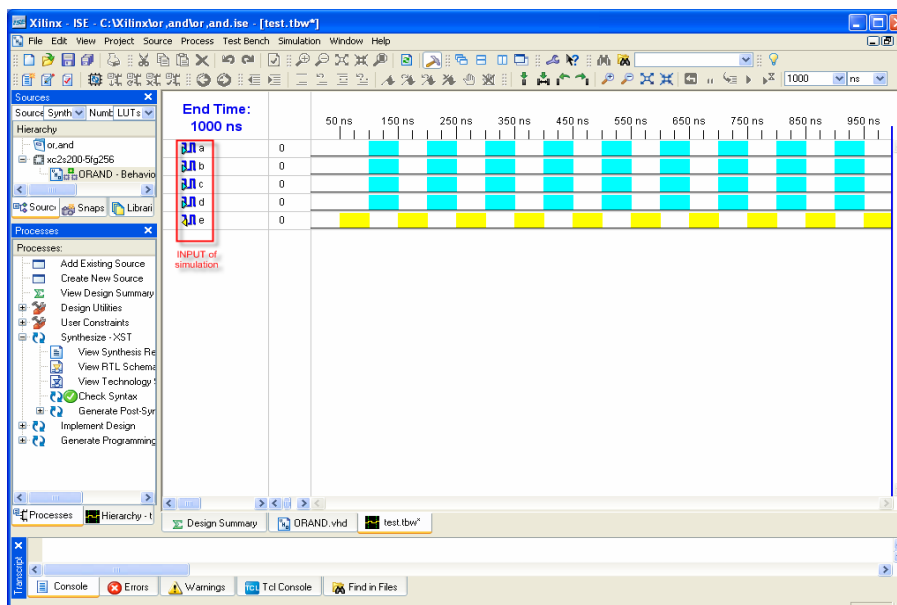 Xilinx - ISE - C:\Xilinx\or,and\or,and.ise - [test.tbw*]
File Edit View Project Source Process Test Bench Simulation Window Help
1000 ns
Sources
Source Synth Numb LUTs
Hierarchy
or,and
xc2s200-5fg256
ORAND - Behavio
Sourc Snaps Librari
Processes
Processes:
Add Existing Source
Create New Source
View Design Summary
Design Utilities
User Constraints
Synthesize - XST
View Synthesis Re
View RTL Schema
View Technology
Check Syntax
Generate Post-Syr
Implement Design
Generate Programming
Processes Hierarchy - t
End Time:
1000 ns
50 ns 150 ns 250 ns 350 ns 450 ns 550 ns 650 ns 750 ns 850 ns 950 ns
a 0
b 0
c 0
d 0
e 0
INPUT of
simulation
Design Summary ORAND.vhd test.tbw*
Transcript
Console Errors Warnings Tcl Console Find in Files